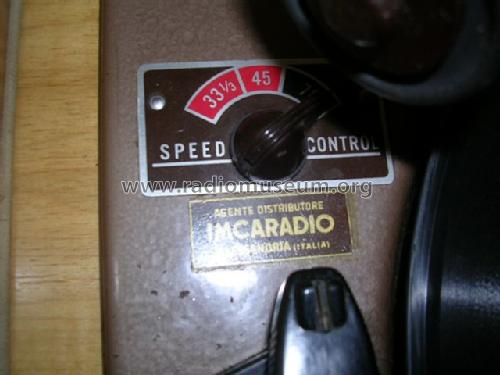 33⅓ 45
SPEED CONTROL
www.radiomuseum.org
AGENTE DISTRIBUTORE
IMCARADIO
(ITALIA)